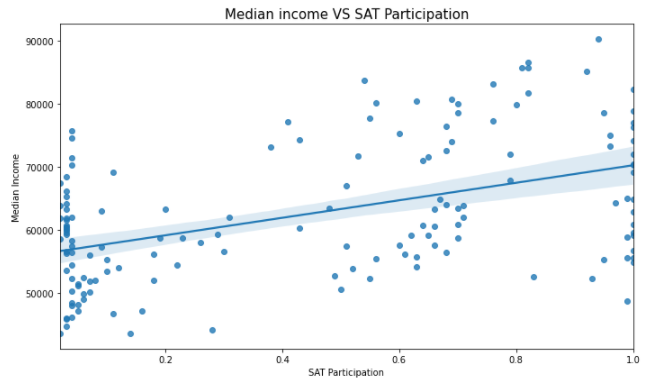 Median income VS SAT Participation
90000
80000
70000
60000
50000
Median Income
0.2 0.4 0.6 0.8 1.0
SAT Participation